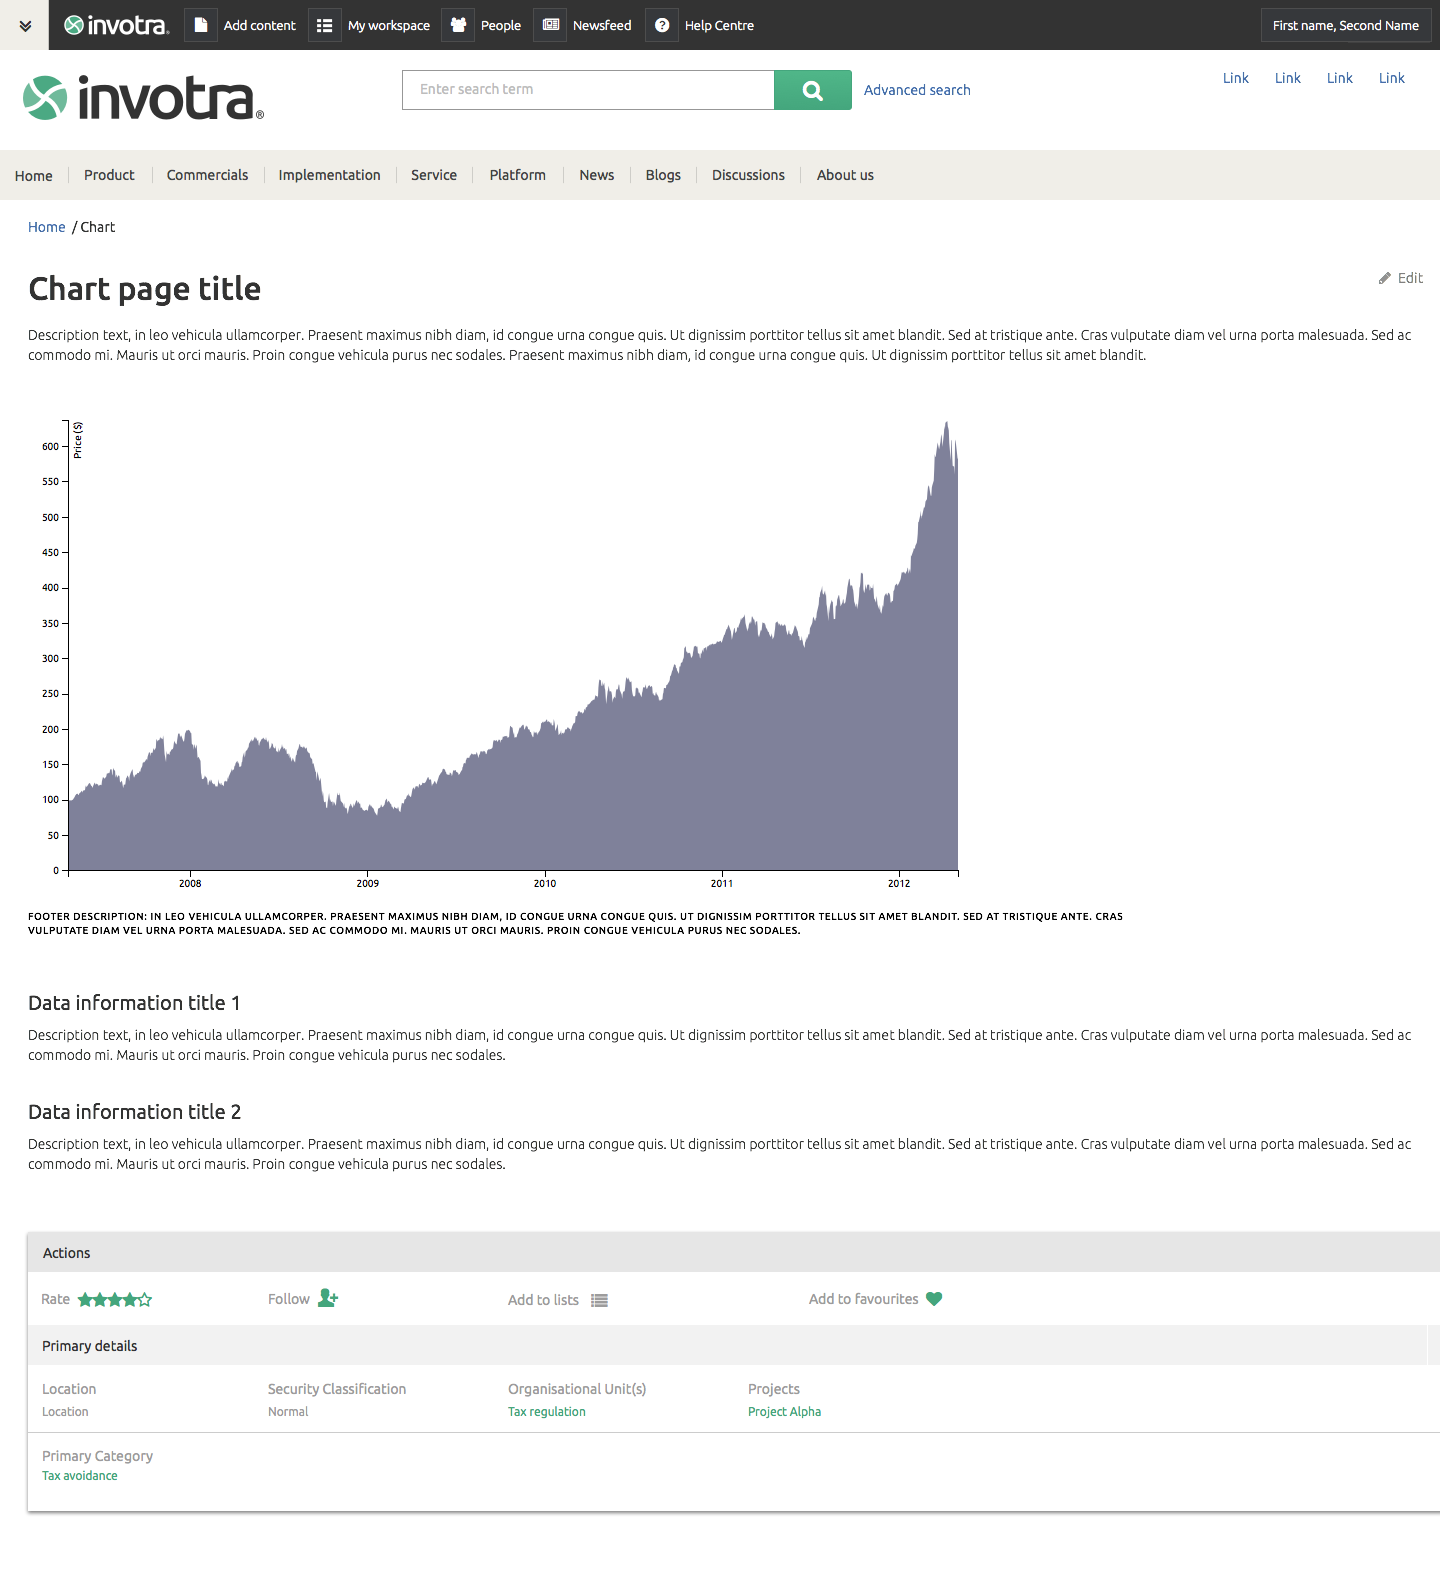 invotra® Add content My workspace People Newsfeed Help Centre First name, Second Name
invotra®
Enter search term
Advanced search
Link Link Link Link
Home Product Commercials Implementation Service Platform News Blogs Discussions About us
Home / Chart
Chart page title
Edit
Description text, in leo vehicula ullamcorper. Praesent maximus nibh diam, id congue urna congue quis. Ut dignissim porttitor tellus sit amet blandit. Sed at tristique ante. Cras vulputate diam vel urna porta malesuada. Sed ac
commodo mi. Mauris ut orci mauris. Proin congue vehicula purus nec sodales. Praesent maximus nibh diam, id congue urna congue quis. Ut dignissim porttitor tellus sit amet blandit.
Price ($)
600
550
500
450
400
350
300
250
200
150
100
50
0
2008 2009 2010 2011 2012
FOOTER DESCRIPTION: IN LEO VEHICULA ULLAMCORPER. PRAESENT MAXIMUS NIBH DIAM, ID CONGUE URNA CONGUE QUIS. UT DIGNISSIM PORTTITOR TELLUS SIT AMET BLANDIT. SED AT TRISTIQUE ANTE. CRAS
VULPUTATE DIAM VEL URNA PORTA MALESUADA. SED AC COMMODO MI. MAURIS UT ORCI MAURIS. PROIN CONGUE VEHICULA PURUS NEC SODALES.
Data information title 1
Description text, in leo vehicula ullamcorper. Praesent maximus nibh diam, id congue urna congue quis. Ut dignissim porttitor tellus sit amet blandit. Sed at tristique ante. Cras vulputate diam vel urna porta malesuada. Sed ac
commodo mi. Mauris ut orci mauris. Proin congue vehicula purus nec sodales.
Data information title 2
Description text, in leo vehicula ullamcorper. Praesent maximus nibh diam, id congue urna congue quis. Ut dignissim porttitor tellus sit amet blandit. Sed at tristique ante. Cras vulputate diam vel urna porta malesuada. Sed ac
commodo mi. Mauris ut orci mauris. Proin congue vehicula purus nec sodales.
Actions
Rate Follow Add to lists Add to favourites
Primary details
Location Security Classification Organisational Unit(s) Projects
Location Normal Tax regulation Project Alpha
Primary Category
Tax avoidance